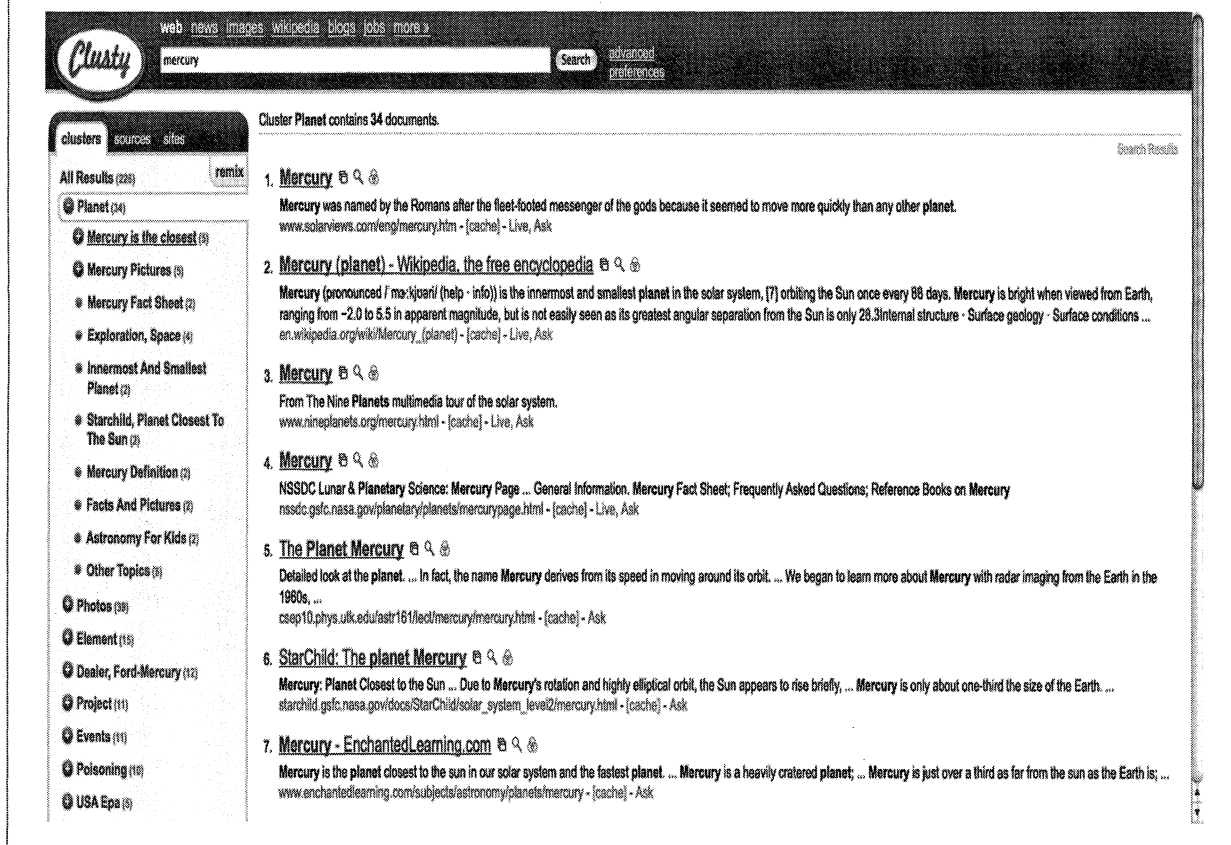 web news images wikipedia blogs jobs more »
Clusty
mercury
Search
advanced
preferences
clusters sources sites
remix
All Results (226)
Planet (34)
Mercury is the closest (5)
Mercury Pictures (5)
Mercury Fact Sheet (2)
Exploration, Space (4)
Innermost And Smallest
Planet (2)
Starchild, Planet Closest To
The Sun (2)
Mercury Definition (2)
Facts And Pictures (2)
Astronomy For Kids (2)
Other Topics (8)
Photos (39)
Element (15)
Dealer, Ford-Mercury (12)
Project (11)
Events (11)
Poisoning (10)
USA Epa (8)
Cluster Planet contains 34 documents.
Search Results
1. Mercury
Mercury was named by the Romans after the fleet-footed messenger of the gods because it seemed to move more quickly than any other planet.
www.solarviews.com/eng/mercury.htm - [cache] - Live, Ask
2. Mercury (planet) - Wikipedia, the free encyclopedia
Mercury (pronounced (help · info)) is the innermost and smallest planet in the solar system, [7] orbiting the Sun once every 88 days. Mercury is bright when viewed from Earth,
ranging from −2.0 to 5.5 in apparent magnitude, but is not easily seen as its greatest angular separation from the Sun is only 28.3Internal structure · Surface geology · Surface conditions ...
en.wikipedia.org/wiki/Mercury_(planet) - [cache] - Live, Ask
3. Mercury
From The Nine Planets multimedia tour of the solar system.
www.nineplanets.org/mercury.html - [cache] - Live, Ask
4. Mercury
NSSDC Lunar & Planetary Science: Mercury Page ... General Information. Mercury Fact Sheet; Frequently Asked Questions; Reference Books on Mercury
nssdc.gsfc.nasa.gov/planetary/planets/mercurypage.html - [cache] - Live, Ask
5. The Planet Mercury
Detailed look at the planet. ... In fact, the name Mercury derives from its speed in moving around its orbit. ... We began to learn more about Mercury with radar imaging from the Earth in the
1960s, ...
csep10.phys.utk.edu/astr161/lect/mercury/mercury.html - [cache] - Ask
6. StarChild: The planet Mercury
Mercury: Planet Closest to the Sun ... Due to Mercury's rotation and highly elliptical orbit, the Sun appears to rise briefly, ... Mercury is only about one-third the size of the Earth. ...
starchild.gsfc.nasa.gov/docs/StarChild/solar_system_level2/mercury.html - [cache] - Ask
7. Mercury - EnchantedLearning.com
Mercury is the planet closest to the sun in our solar system and the fastest planet. ... Mercury is a heavily cratered planet; ... Mercury is just over a third as far from the sun as the Earth is; ...
www.enchantedlearning.com/subjects/astronomy/planets/mercury - [cache] - Ask